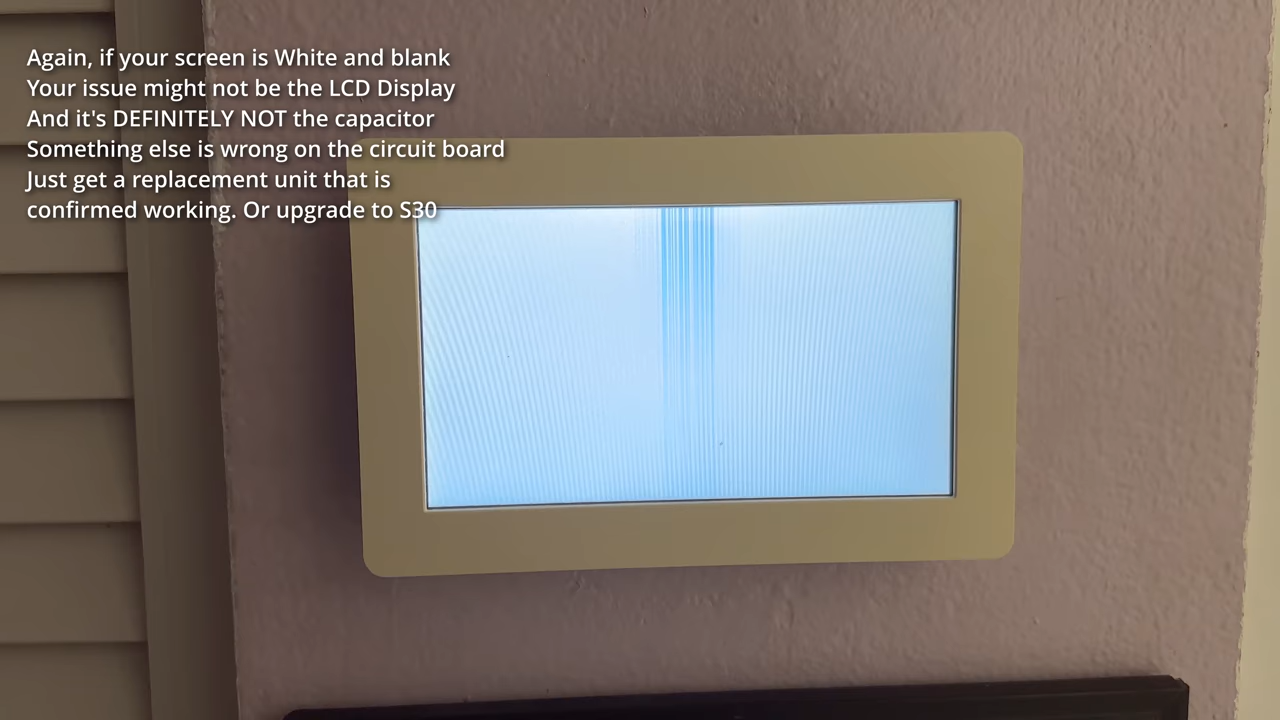 Again, if your screen is White and blank
Your issue might not be the LCD Display
And it's DEFINITELY NOT the capacitor
Something else is wrong on the circuit board
Just get a replacement unit that is
confirmed working. Or upgrade to S30